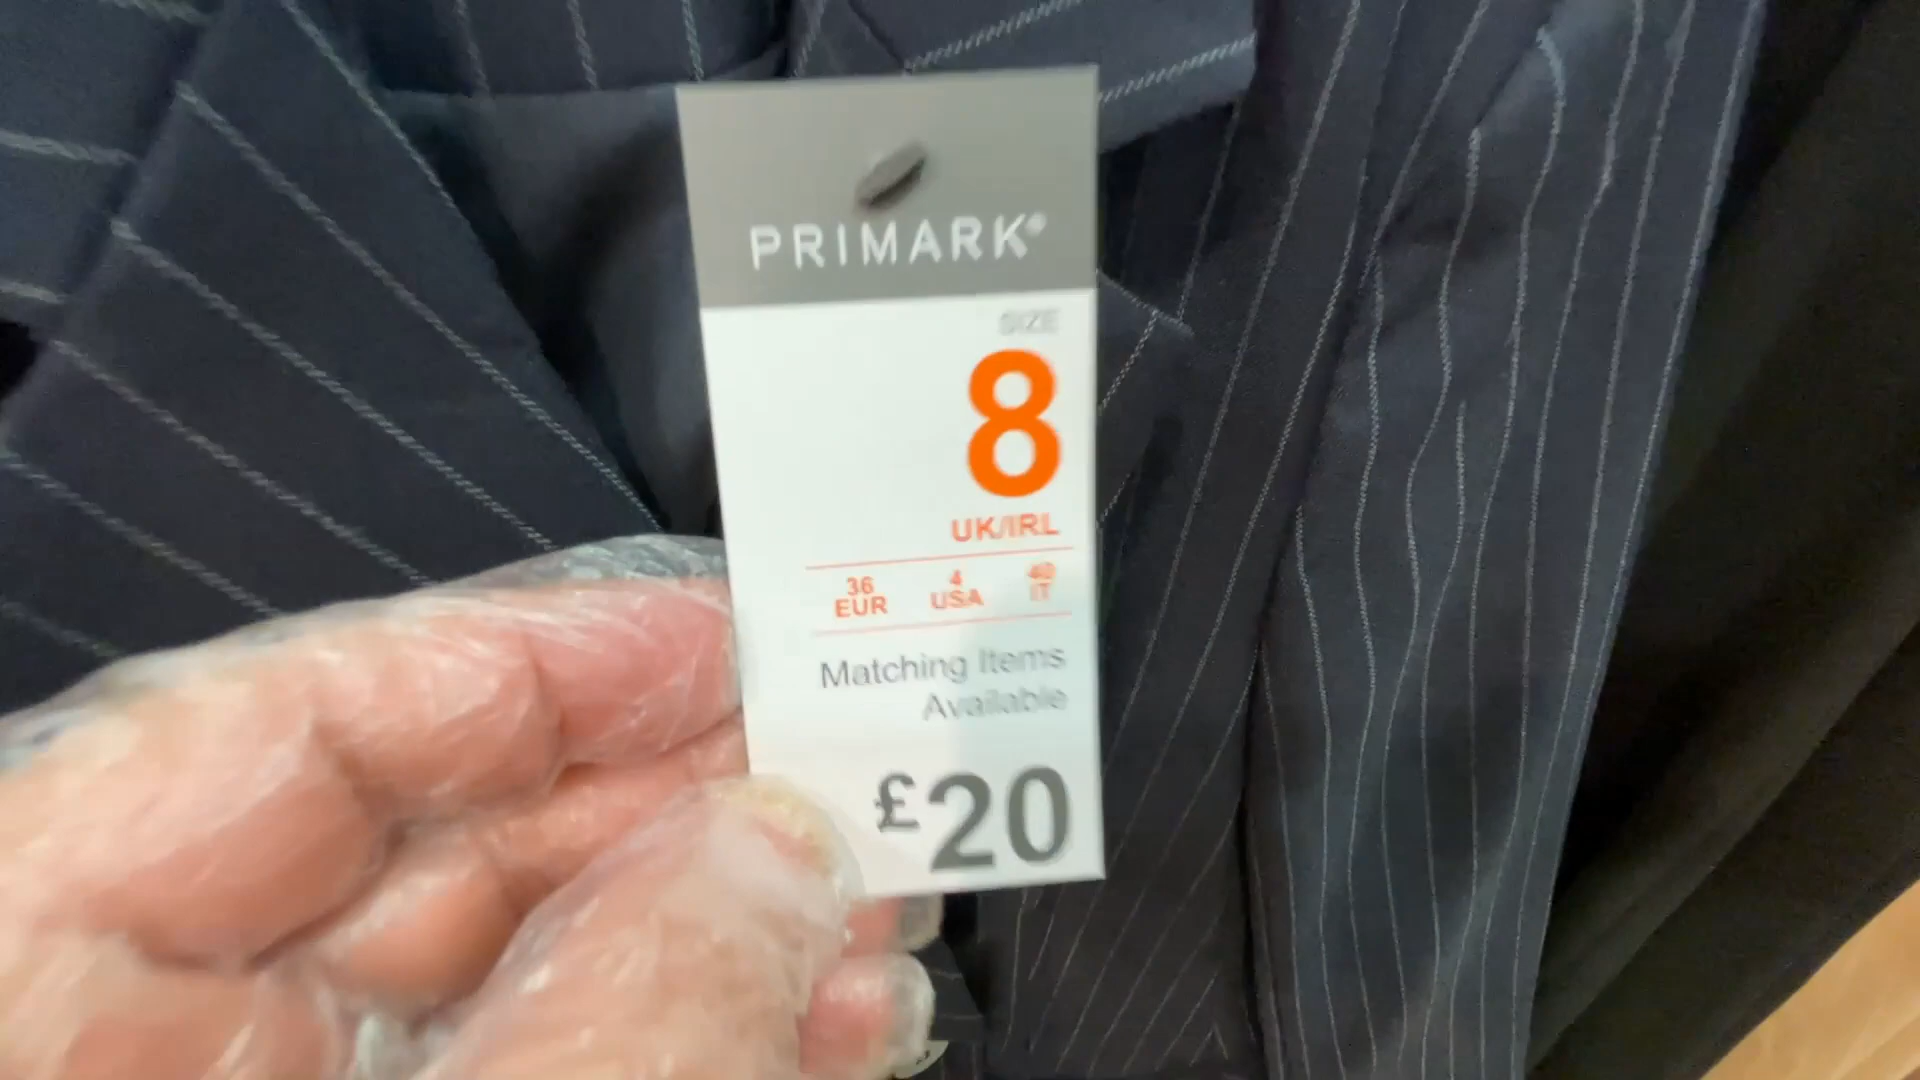 PRIMARK®
SIZE
8
UK/IRL
36 4 40
EUR USA IT
Matching Items
Available
£20